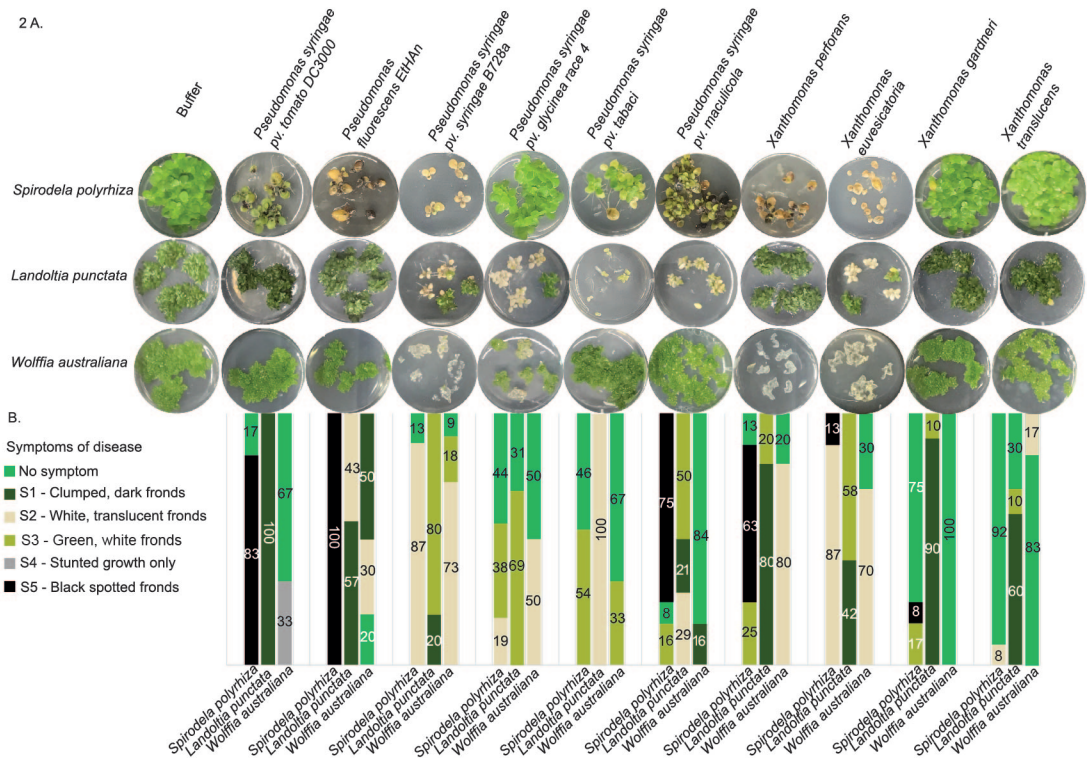 2 A.
Buffer
Pseudomonas syringae
pv. tomato DC3000
Pseudomonas
fluorescens EtHAn
Pseudomonas syringae
pv. syringae B728a
Pseudomonas syringae
pv. glycinea race 4
Pseudomonas syringae
pv. tabaci
Pseudomonas syringae
pv. maculicola
Xanthomonas perforans
Xanthomonas
euvesicatoria
Xanthomonas gardneri
Xanthomonas
translucens
Spirodela polyrhiza
Landoltia punctata
Wolffia australiana
B.
Symptoms of disease
No symptom
S1 - Clumped, dark fronds
S2 - White, translucent fronds
S3 - Green, white fronds
S4 - Stunted growth only
S5 - Black spotted fronds
17
83
100
67
33
100
43
57
50
30
20
13
87
80
20
9
18
73
44
38
19
31
69
50
50
46
54
100
67
33
75
8
16
50
21
29
84
16
13
63
25
20
80
20
80
13
87
58
42
30
70
75
8
17
10
90
100
92
8
30
10
60
17
83
Spirodela polyrhiza
Landoltia punctata
Wolffia australiana
Spirodela polyrhiza
Landoltia punctata
Wolffia australiana
Spirodela polyrhiza
Landoltia punctata
Wolffia australiana
Spirodela polyrhiza
Landoltia punctata
Wolffia australiana
Spirodela polyrhiza
Landoltia punctata
Wolffia australiana
Spirodela polyrhiza
Landoltia punctata
Wolffia australiana
Spirodela polyrhiza
Landoltia punctata
Wolffia australiana
Spirodela polyrhiza
Landoltia punctata
Wolffia australiana
Spirodela polyrhiza
Landoltia punctata
Wolffia australiana
Spirodela polyrhiza
Landoltia punctata
Wolffia australiana